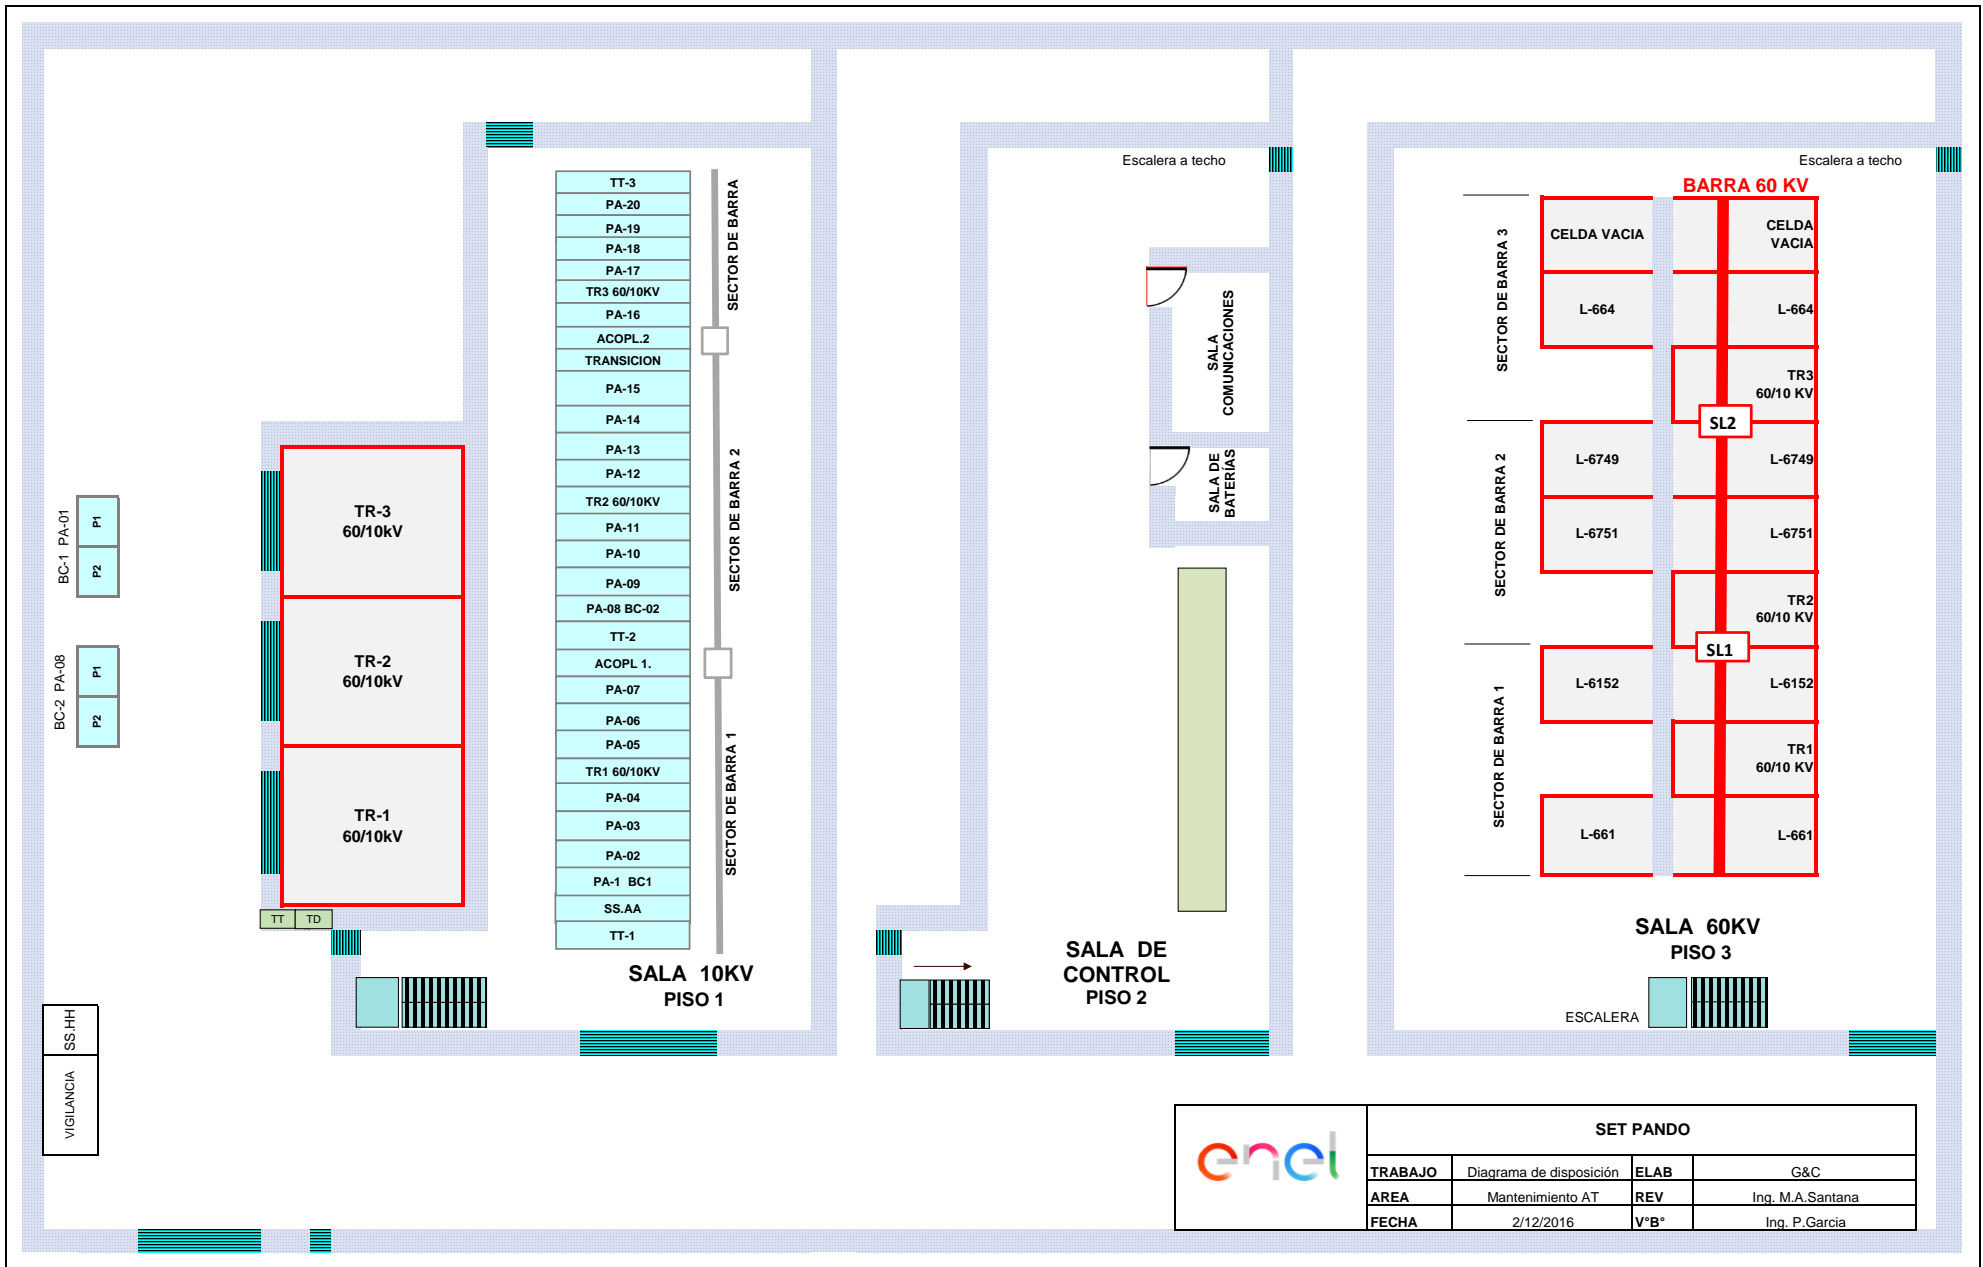 BC-1 PA-01
P1
P2
BC-2 PA-08
P1
P2
SS.HH
VIGILANCIA
TR-3
60/10kV
TR-2
60/10kV
TR-1
60/10kV
TT
TD
TT-3
PA-20
PA-19
PA-18
PA-17
TR3 60/10KV
PA-16
ACOPL.2
TRANSICION
PA-15
PA-14
PA-13
PA-12
TR2 60/10KV
PA-11
PA-10
PA-09
PA-08 BC-02
TT-2
ACOPL 1.
PA-07
PA-06
PA-05
TR1 60/10KV
PA-04
PA-03
PA-02
PA-1 BC1
SS.AA
TT-1
SECTOR DE BARRA
SECTOR DE BARRA 2
SECTOR DE BARRA 1
SALA 10KV
PISO 1
Escalera a techo
SALA
COMUNICACIONES
SALA DE
BATERÍAS
SALA DE
CONTROL
PISO 2
Escalera a techo
BARRA 60 KV
SECTOR DE BARRA 3
SECTOR DE BARRA 2
SECTOR DE BARRA 1
CELDA VACIA
CELDA
VACIA
L-664
L-664
TR3
60/10 KV
SL2
L-6749
L-6749
L-6751
L-6751
TR2
60/10 KV
SL1
L-6152
L-6152
TR1
60/10 KV
L-661
L-661
SALA 60KV
PISO 3
ESCALERA
enel
SET PANDO
TRABAJO Diagrama de disposición ELAB G&C
AREA Mantenimiento AT REV Ing. M.A.Santana
FECHA 2/12/2016 V°B° Ing. P.Garcia